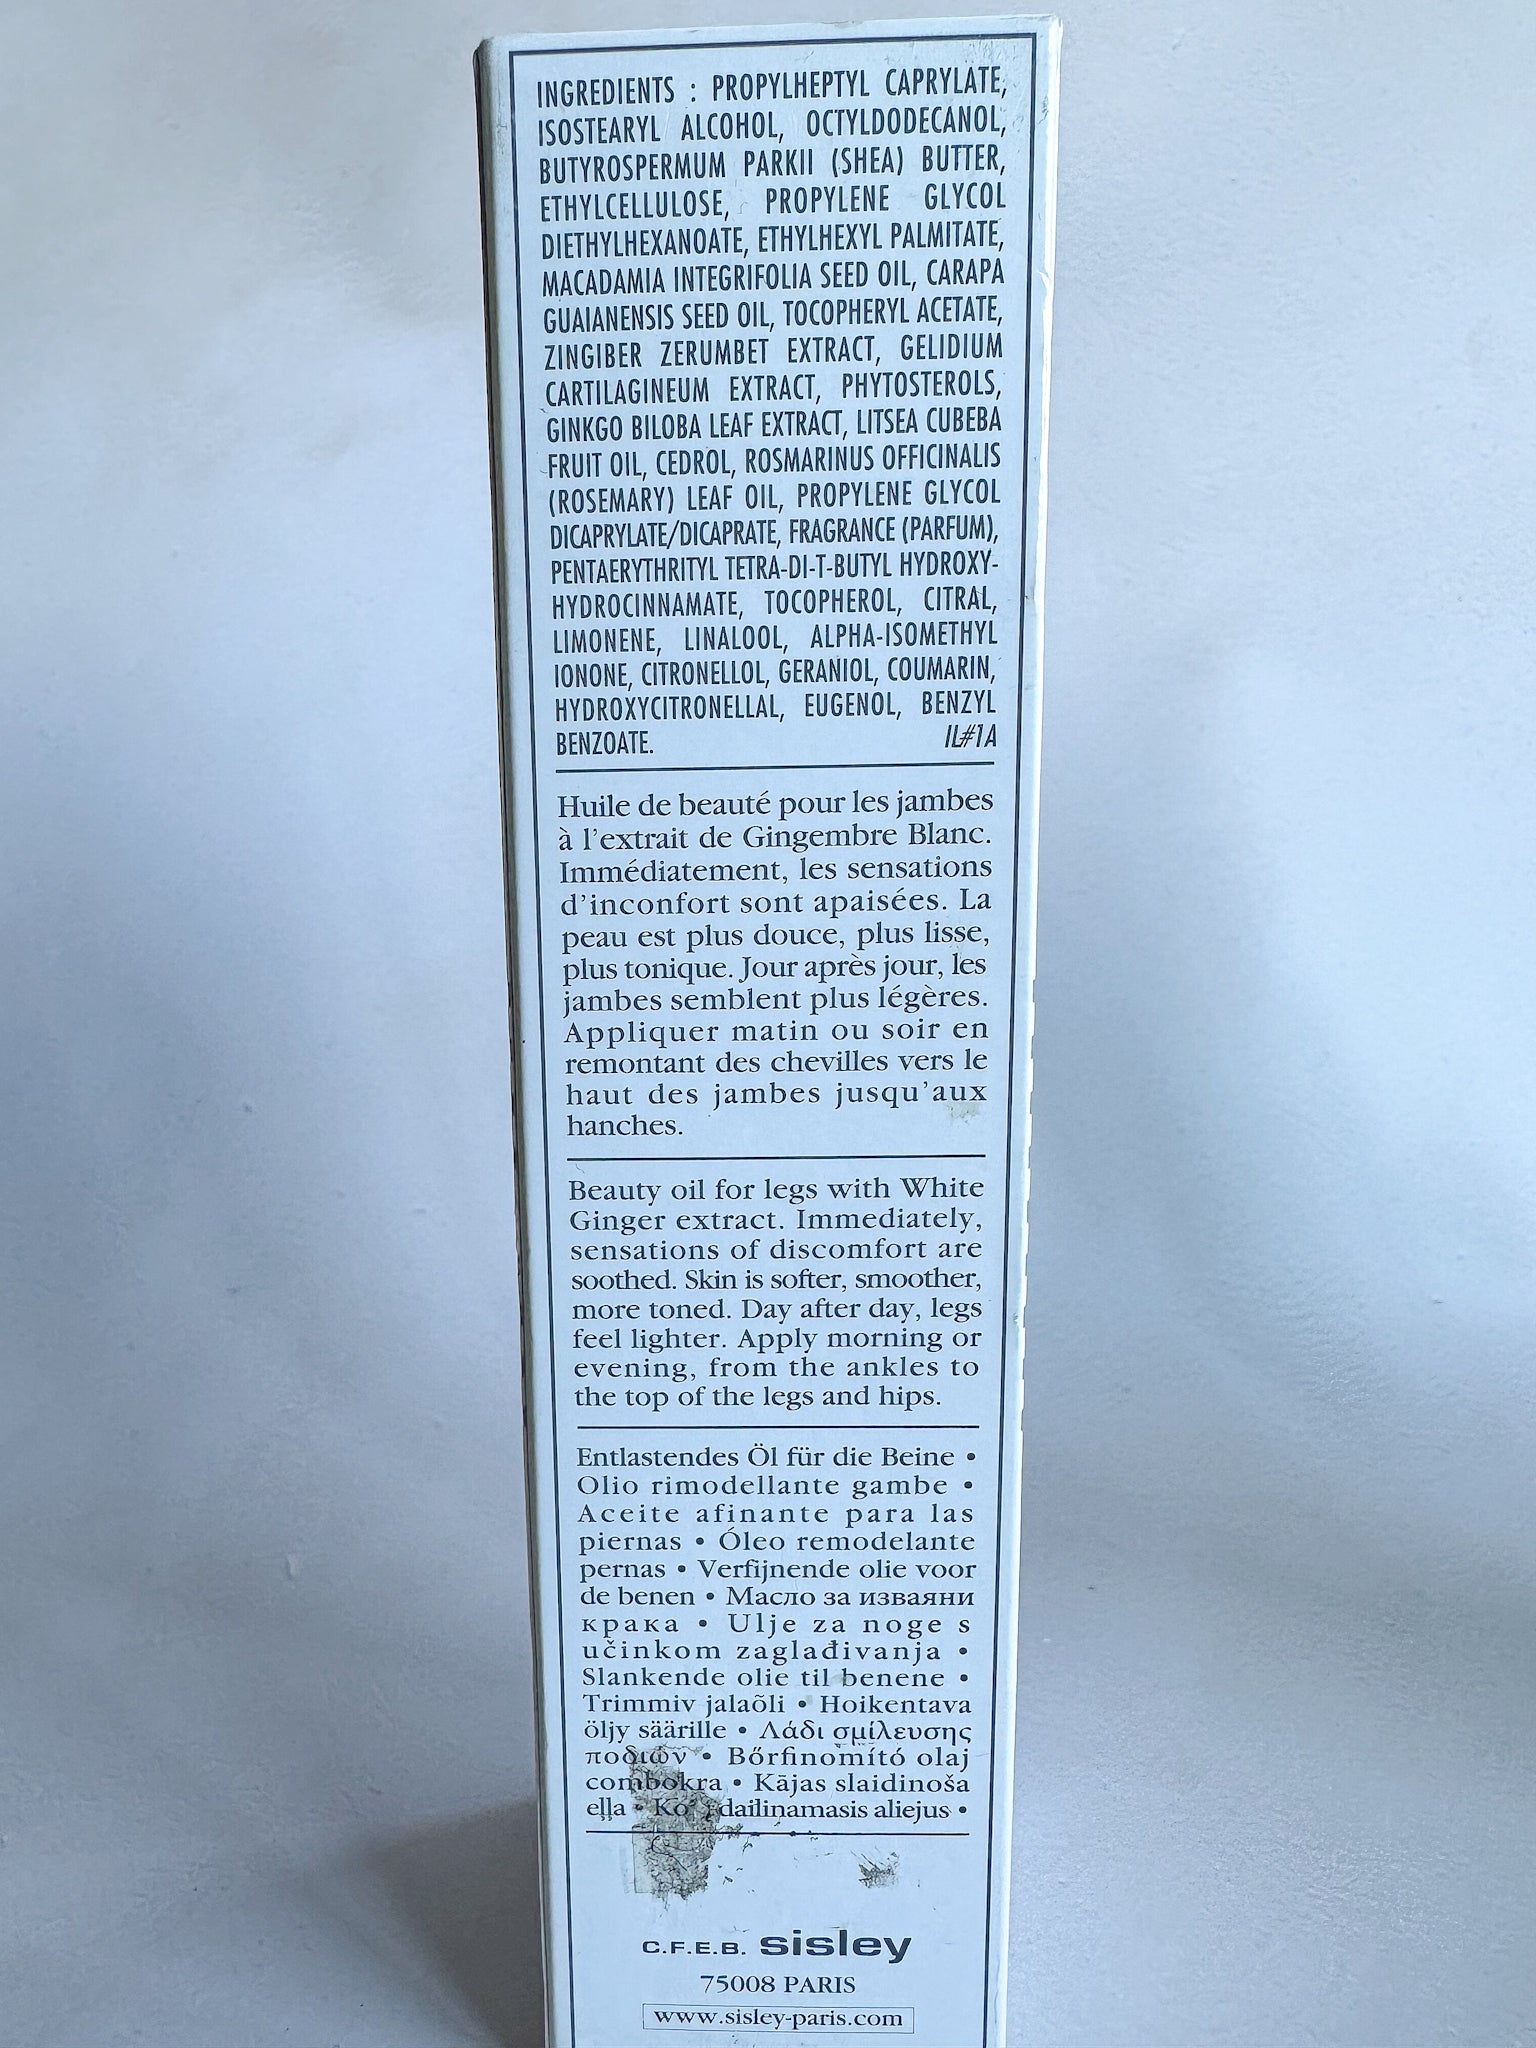 INGREDIENTS : PROPYLHEPTYL CAPRYLATE,
ISOSTEARYL ALCOHOL, OCTYLDODECANOL,
BUTYROSPERMUM PARKII (SHEA) BUTTER,
ETHYLCELLULOSE, PROPYLENE GLYCOL
DIETHYLHEXANOATE, ETHYLHEXYL PALMITATE,
MACADAMIA INTEGRIFOLIA SEED OIL, CARAPA
GUAIANENSIS SEED OIL, TOCOPHERYL ACETATE,
ZINGIBER ZERUMBET EXTRACT, GELIDIUM
CARTILAGINEUM EXTRACT, PHYTOSTEROLS,
GINKGO BILOBA LEAF EXTRACT, LITSEA CUBEBA
FRUIT OIL, CEDROL, ROSMARINUS OFFICINALIS
(ROSEMARY) LEAF OIL, PROPYLENE GLYCOL
DICAPRYLATE/DICAPRATE, FRAGRANCE (PARFUM),
PENTAERYTHRITYL TETRA-DI-T-BUTYL HYDROXY-
HYDROCINNAMATE, TOCOPHEROL, CITRAL,
LIMONENE, LINALOOL, ALPHA-ISOMETHYL
IONONE, CITRONELLOL, GERANIOL, COUMARIN,
HYDROXYCITRONELLAL, EUGENOL, BENZYL
BENZOATE. IL#1A
Huile de beauté pour les jambes
à l'extrait de Gingembre Blanc.
Immédiatement, les sensations
d'inconfort sont apaisées. La
peau est plus douce, plus lisse,
plus tonique. Jour après jour, les
jambes semblent plus légères.
Appliquer matin ou soir en
remontant des chevilles vers le
haut des jambes jusqu'aux
hanches.
Beauty oil for legs with White
Ginger extract. Immediately,
sensations of discomfort are
soothed. Skin is softer, smoother,
more toned. Day after day, legs
feel lighter. Apply morning or
evening, from the ankles to
the top of the legs and hips.
Entlastendes Öl für die Beine •
Olio rimodellante gambe •
Aceite afinante para las
piernas • Óleo remodelante
pernas • Verfijnende olie voor
de benen • Масло за изваяни
крака • Ulje za noge s
učinkom zaglađivanja •
Slankende olie til benene •
Trimmiv jalaõli • Hoikentava
öljy säärille • Λάδι σμίλευσης
ποδιών • Bőrfinomító olaj
combokra • Kājas slaidinoša
eļļa • dailinamasis aliejus •
C.F.E.B. sisley
75008 PARIS
www.sisley-paris.com